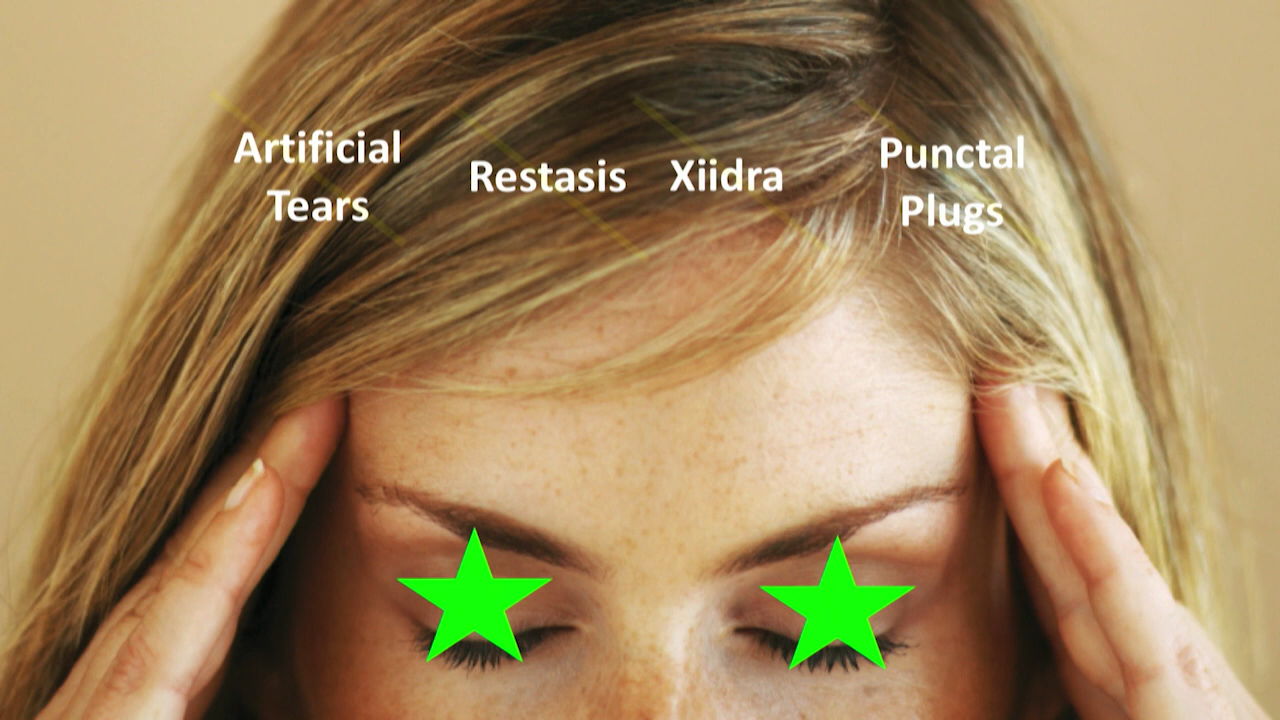 Artificial
Tears
Restasis
Xiidra
Punctal
Plugs